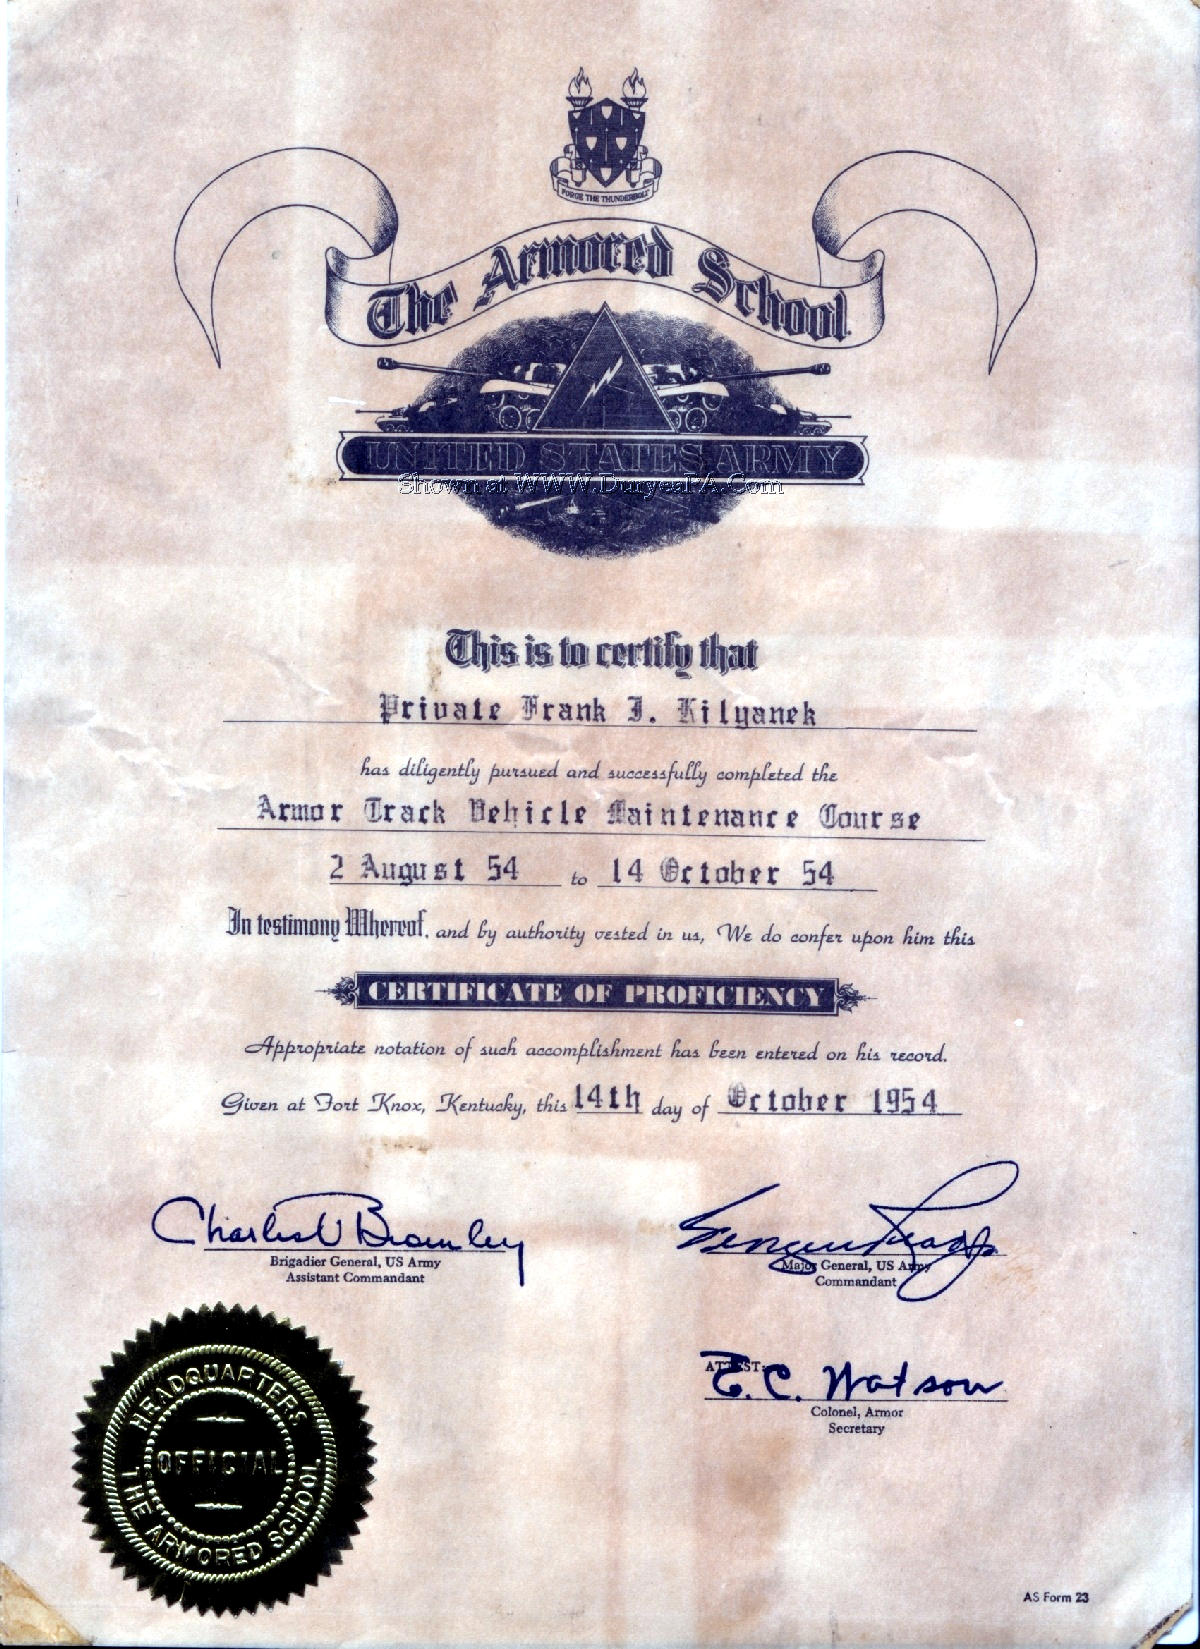 FORGE THE THUNDERBOLT
The Armored School
UNITED STATES ARMY
Shown at WWW.DuryeaPA.Com
This is to certify that
Private Frank J. Kilyanek
has diligently pursued and successfully completed the
Armor Track Vehicle Maintenance Course
2 August 54 to 14 October 54
In testimony Whereof, and by authority vested in us, We do confer upon him this
CERTIFICATE OF PROFICIENCY
Appropriate notation of such accomplishment has been entered on his record.
Given at Fort Knox, Kentucky, this 14th day of October 1954
Charles V Bromley
Brigadier General, US Army
Assistant Commandant
Major General, US Army
Commandant
ATTEST:
E. C. Watson
Colonel, Armor
Secretary
HEADQUARTERS
OFFICIAL
THE ARMORED SCHOOL
AS Form 23